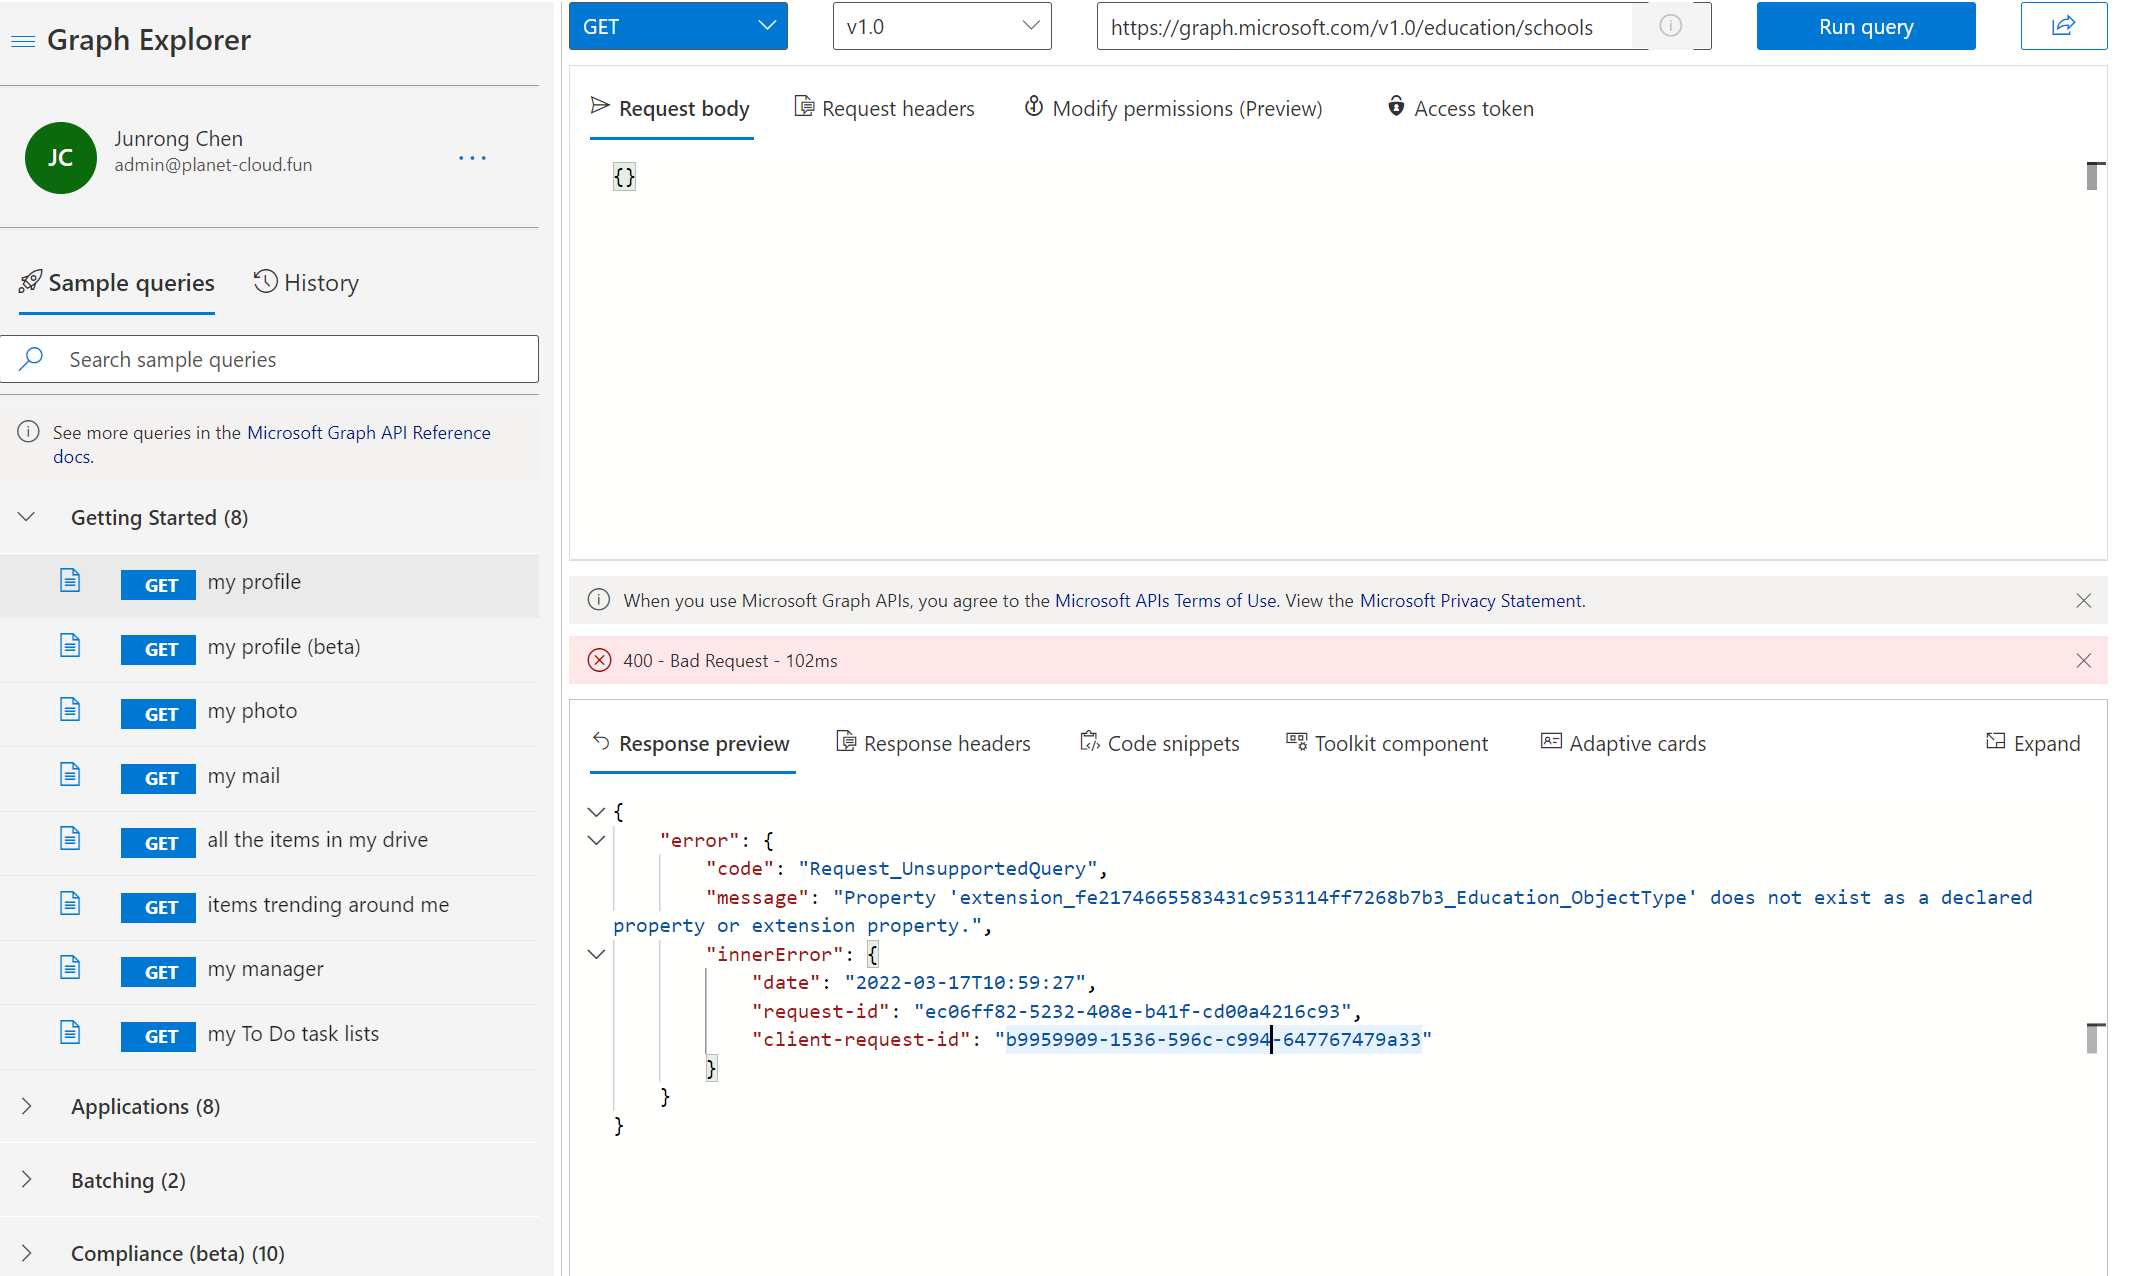 Graph Explorer
JC
Junrong Chen
admin@planet-cloud.fun
...
Sample queries
History
Search sample queries
See more queries in the Microsoft Graph API Reference
docs.
Getting Started (8)
GET my profile
GET my profile (beta)
GET my photo
GET my mail
GET all the items in my drive
GET items trending around me
GET my manager
GET my To Do task lists
Applications (8)
Batching (2)
Compliance (beta) (10)
GET
v1.0
https://graph.microsoft.com/v1.0/education/schools
Run query
Request body
Request headers
Modify permissions (Preview)
Access token
{}
When you use Microsoft Graph APIs, you agree to the Microsoft APIs Terms of Use. View the Microsoft Privacy Statement.
400 - Bad Request - 102ms
Response preview
Response headers
Code snippets
Toolkit component
Adaptive cards
Expand
{
"error": {
"code": "Request_UnsupportedQuery",
"message": "Property 'extension_fe2174665583431c953114ff7268b7b3_Education_ObjectType' does not exist as a declared
property or extension property.",
"innerError": {
"date": "2022-03-17T10:59:27",
"request-id": "ec06ff82-5232-408e-b41f-cd00a4216c93",
"client-request-id": "b9959909-1536-596c-c994-647767479a33"
}
}
}